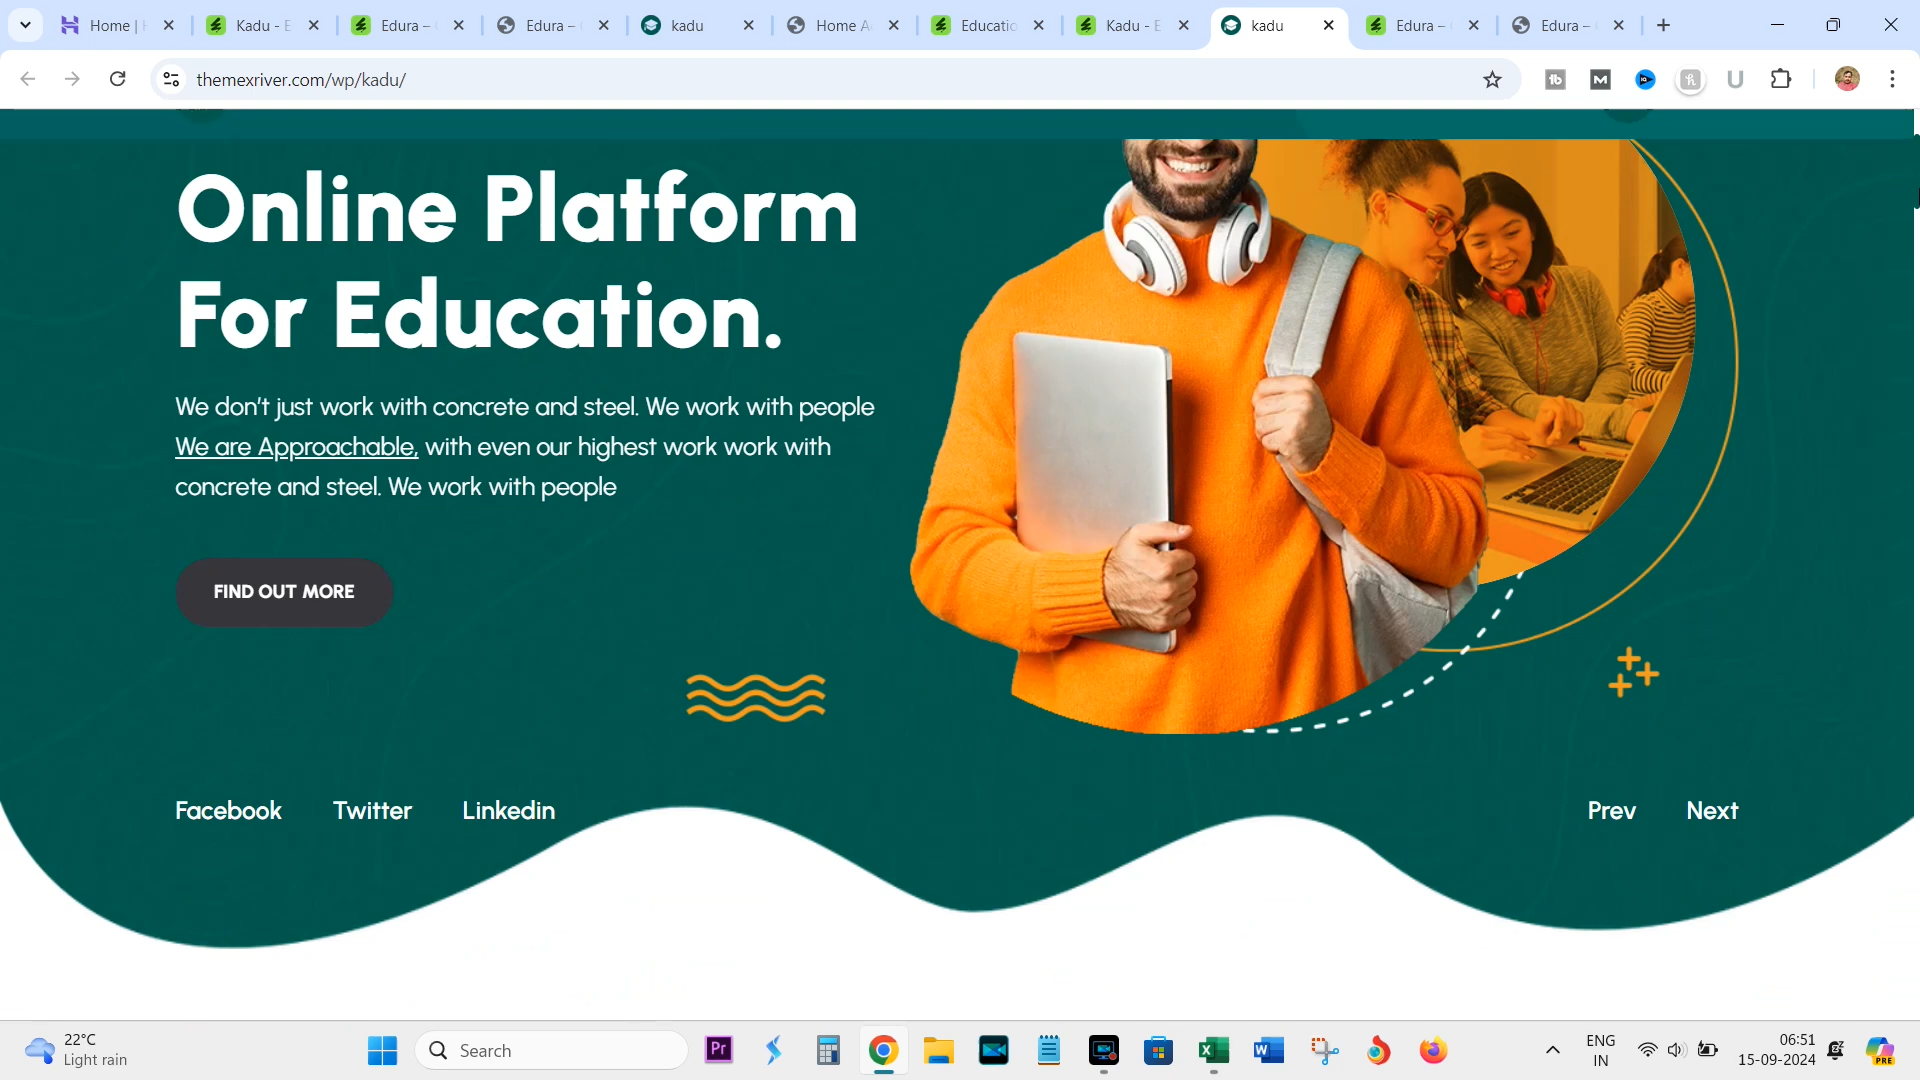 Home |
Kadu - E
Edura –
Edura –
kadu
Home A
Educatio
Kadu - E
kadu
Edura –
Edura –
themexriver.com/wp/kadu/
Online Platform
For Education.
We don't just work with concrete and steel. We work with people
We are Approachable, with even our highest work work with
concrete and steel. We work with people
FIND OUT MORE
Facebook Twitter Linkedin
Prev Next
22°C
Light rain
Search
Pr
ENG
IN
06:51
15-09-2024
PRE